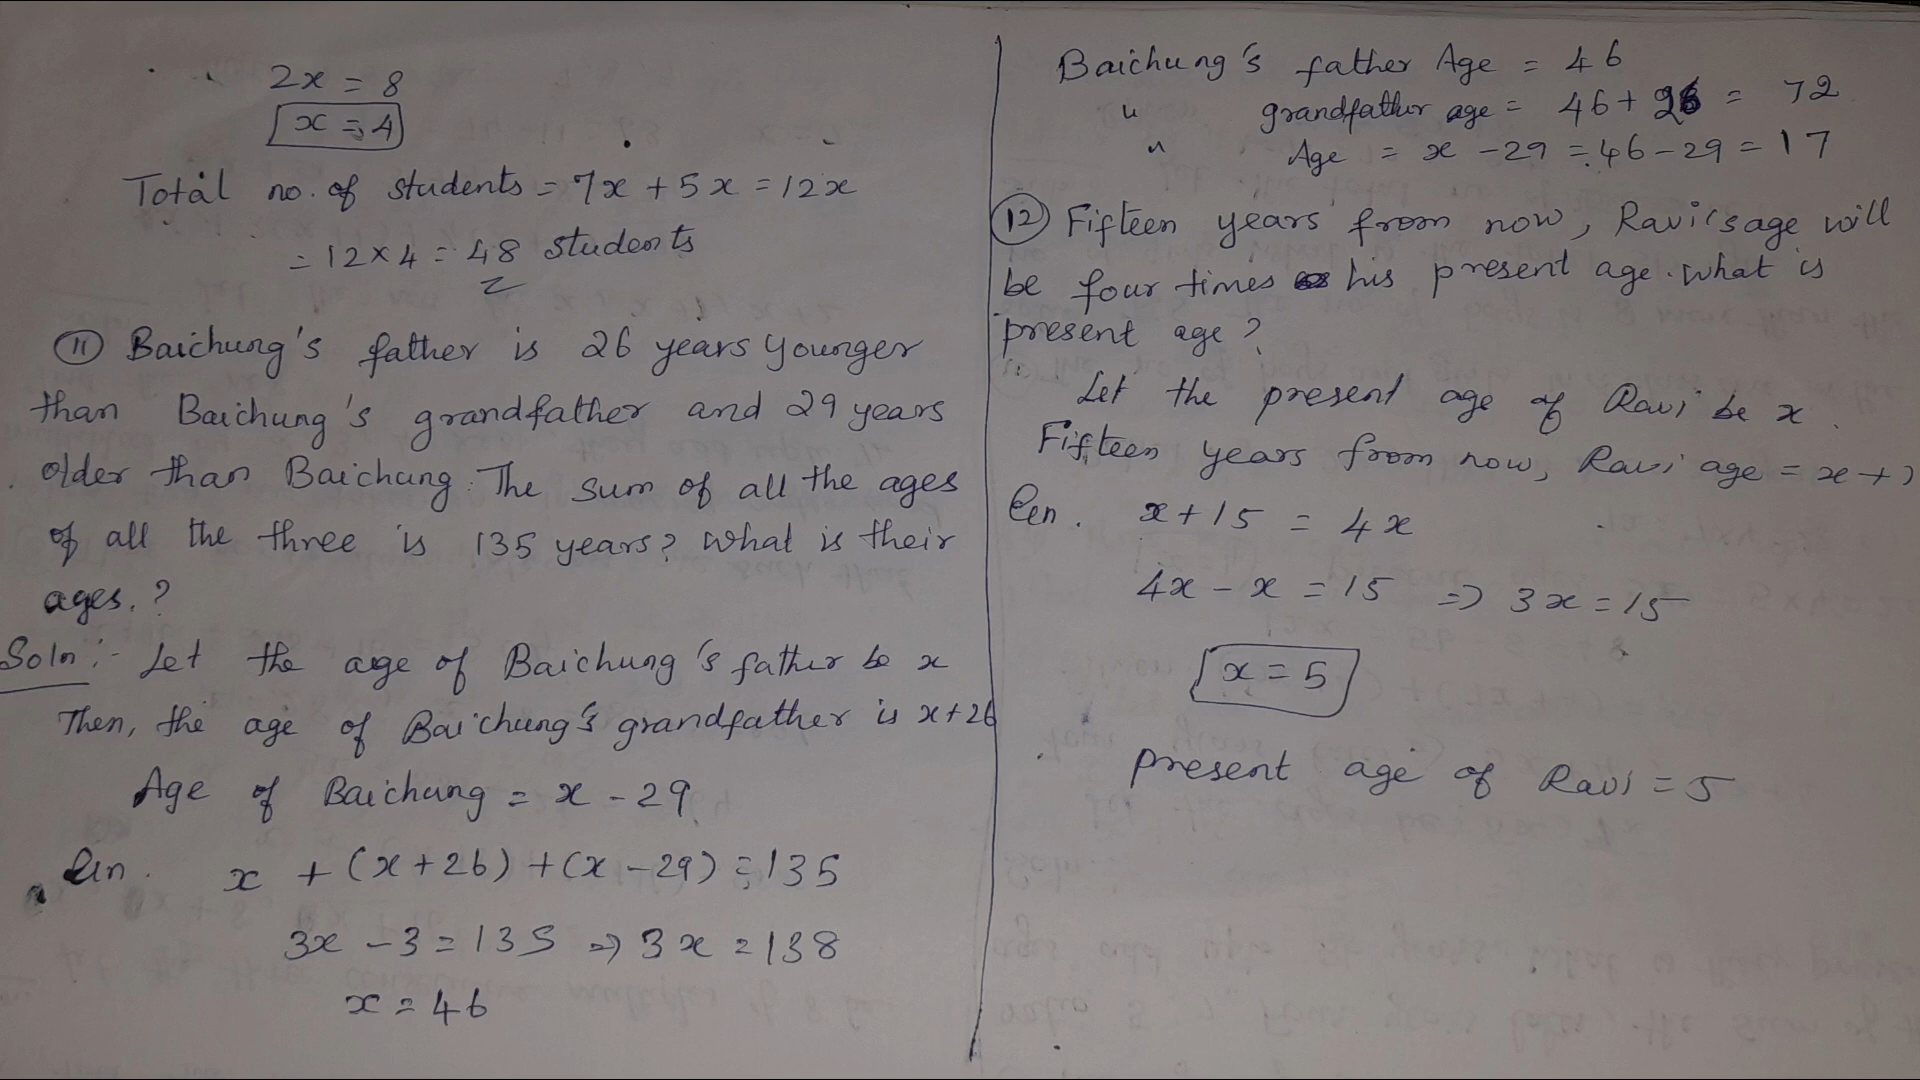 2x = 8
x = 4
Total no. of students = 7x + 5x = 12x
= 12 x 4 = 48 students
(11) Baichung's father is 26 years younger
than Baichung's grandfather and 29 years
older than Baichung. The sum of all the ages
of all the three is 135 years? What is their
ages.?
Soln :- Let the age of Baichung's father be x
Then, the age of Baichung's grandfather is x+26
Age of Baichung = x - 29
x + (x+26) + (x-29) = 135
3x - 3 = 135 => 3x = 138
x = 46
Baichung's father Age = 46
" grandfather age = 46 + 26 = 72
" Age = x - 29 = 46 - 29 = 17
(12) Fifteen years from now, Ravi's age will
be four times his present age. What is
present age ?
Let the present age of Ravi be x.
Fifteen years from now, Ravi age = x +
x + 15 = 4x
4x - x = 15 => 3x = 15
x = 5
present age of Ravi = 5